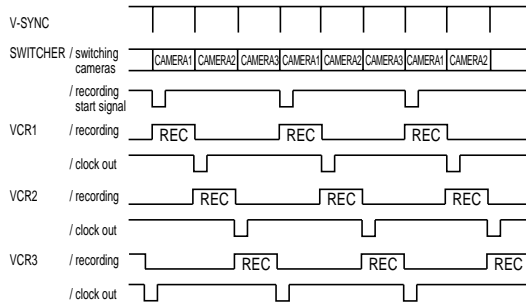 V-SYNC
SWITCHER / switching cameras
CAMERA1 CAMERA2 CAMERA3 CAMERA1 CAMERA2 CAMERA3 CAMERA1 CAMERA2
/ recording start signal
VCR1 / recording REC REC REC
/ clock out
VCR2 / recording REC REC REC
/ clock out
VCR3 / recording REC REC REC
/ clock out